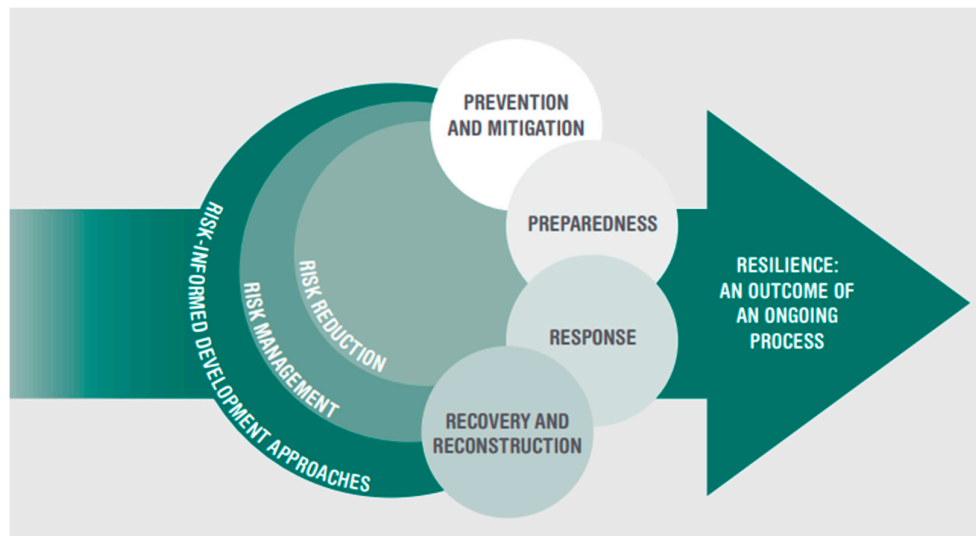 PREVENTION
AND MITIGATION
PREPAREDNESS
RESPONSE
RECOVERY AND
RECONSTRUCTION
RISK REDUCTION
RISK MANAGEMENT
RISK-INFORMED DEVELOPMENT APPROACHES
RESILIENCE:
AN OUTCOME OF
AN ONGOING
PROCESS